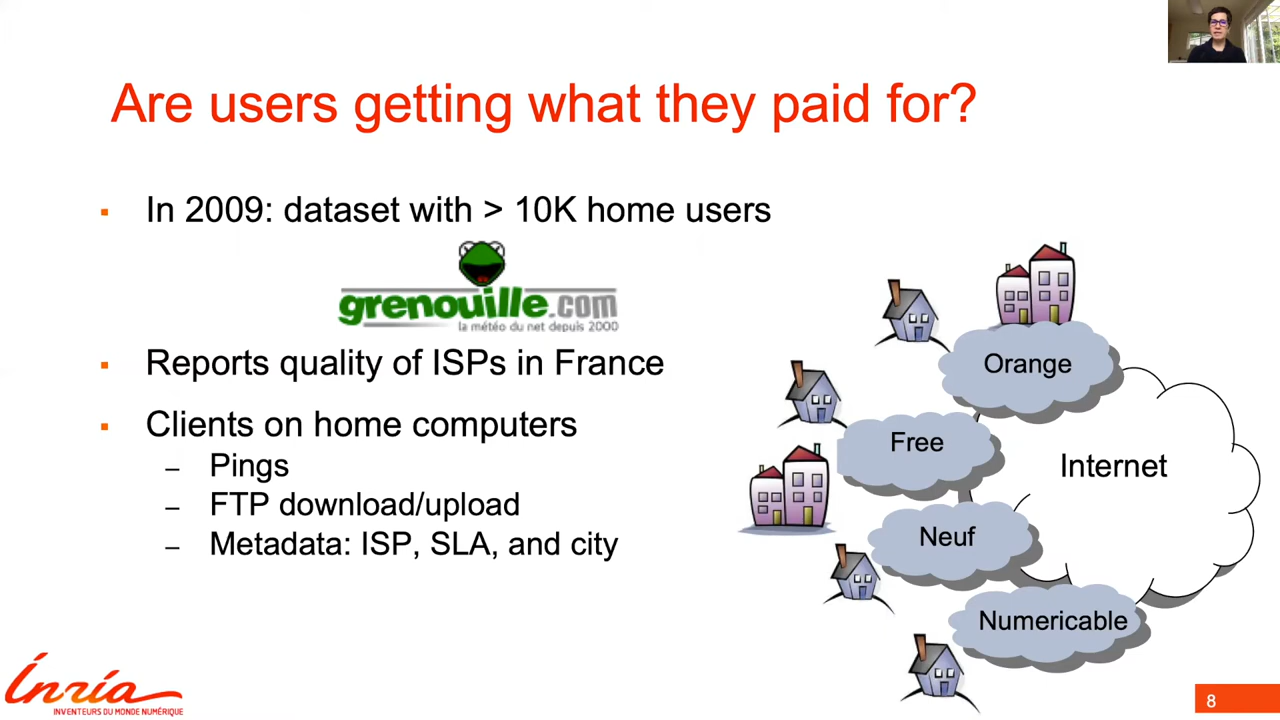 Are users getting what they paid for?
▪ In 2009: dataset with > 10K home users
grenouille.com
la météo du net depuis 2000
▪ Reports quality of ISPs in France
▪ Clients on home computers
– Pings
– FTP download/upload
– Metadata: ISP, SLA, and city
Orange
Free
Internet
Neuf
Numericable
Inria
INVENTEURS DU MONDE NUMÉRIQUE
8